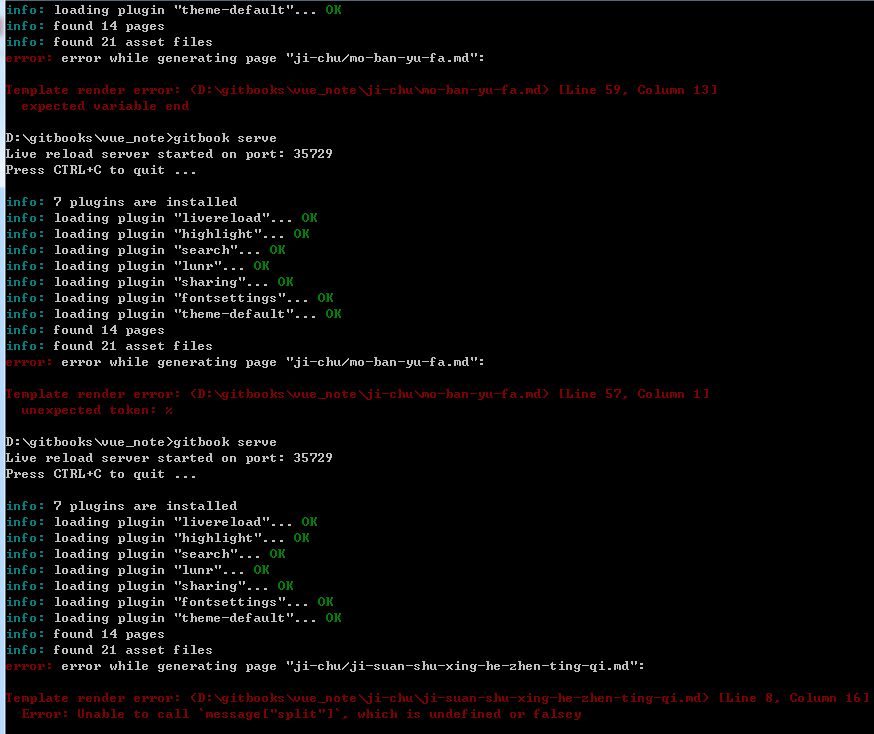 info: loading plugin "theme-default"... OK
info: found 14 pages
info: found 21 asset files
error: error while generating page "ji-chu/mo-ban-yu-fa.md":
Template render error: (D:\gitbooks\vue_note\ji-chu\mo-ban-yu-fa.md) [Line 59, Column 13]
expected variable end
D:\gitbooks\vue_note>gitbook serve
Live reload server started on port: 35729
Press CTRL+C to quit ...
info: 7 plugins are installed
info: loading plugin "livereload"... OK
info: loading plugin "highlight"... OK
info: loading plugin "search"... OK
info: loading plugin "lunr"... OK
info: loading plugin "sharing"... OK
info: loading plugin "fontsettings"... OK
info: loading plugin "theme-default"... OK
info: found 14 pages
info: found 21 asset files
error: error while generating page "ji-chu/mo-ban-yu-fa.md":
Template render error: (D:\gitbooks\vue_note\ji-chu\mo-ban-yu-fa.md) [Line 57, Column 1]
unexpected token: %
D:\gitbooks\vue_note>gitbook serve
Live reload server started on port: 35729
Press CTRL+C to quit ...
info: 7 plugins are installed
info: loading plugin "livereload"... OK
info: loading plugin "highlight"... OK
info: loading plugin "search"... OK
info: loading plugin "lunr"... OK
info: loading plugin "sharing"... OK
info: loading plugin "fontsettings"... OK
info: loading plugin "theme-default"... OK
info: found 14 pages
info: found 21 asset files
error: error while generating page "ji-chu/ji-suan-shu-xing-he-zhen-ting-qi.md":
Template render error: (D:\gitbooks\vue_note\ji-chu\ji-suan-shu-xing-he-zhen-ting-qi.md) [Line 8, Column 16]
Error: Unable to call `message["split"]`, which is undefined or falsey